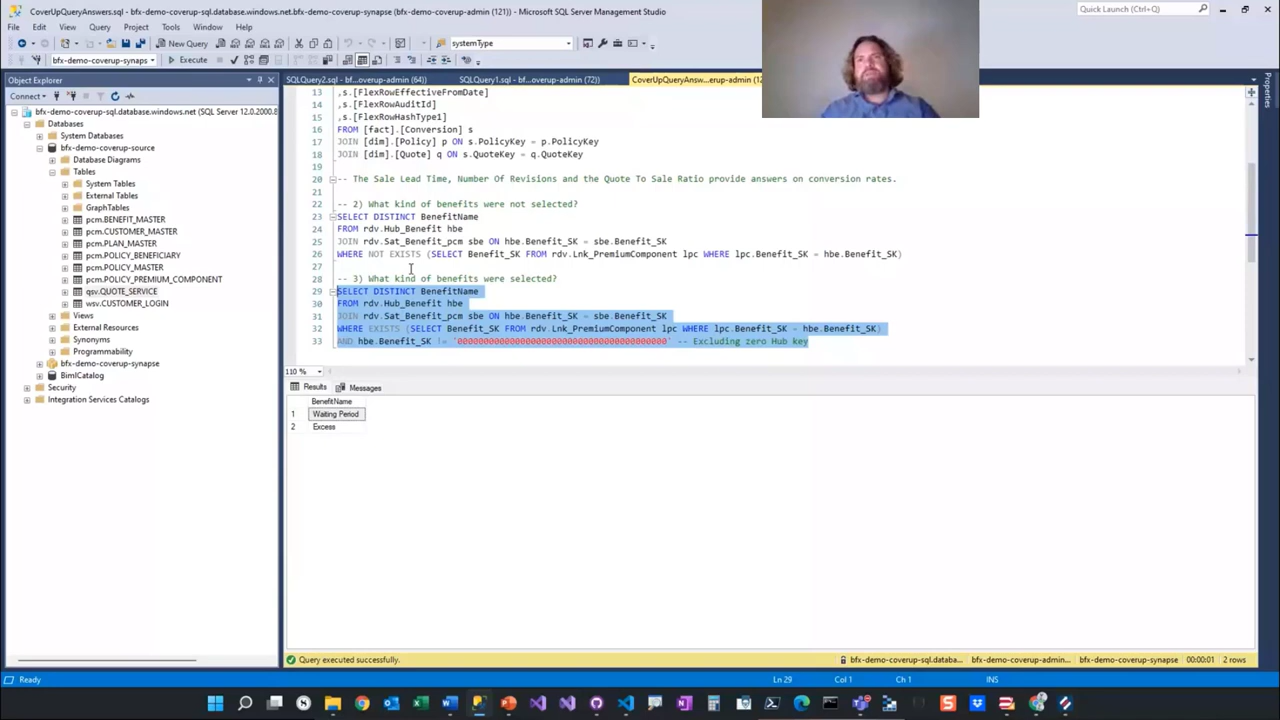 CoverUpQueryAnswers.sql - bfx-demo-coverup-sql.database.windows.net.bfx-demo-coverup-synapse (bfx-demo-coverup-admin (121)) - Microsoft SQL Server Management Studio
Quick Launch (Ctrl+Q)
File Edit View Query Project Tools Window Help
New Query
systemType
bfx-demo-coverup-synaps
Execute
Object Explorer
SQLQuery2.sql - bf...overup-admin (64))
SQLQuery1.sql - bf...overup-admin (72))
CoverUpQueryAnsw...erup-admin (12
Properties
Connect
bfx-demo-coverup-sql.database.windows.net (SQL Server 12.0.2000.8
Databases
System Databases
bfx-demo-coverup-source
Database Diagrams
Tables
System Tables
External Tables
GraphTables
pcm.BENEFIT_MASTER
pcm.CUSTOMER_MASTER
pcm.PLAN_MASTER
pcm.POLICY_BENEFICIARY
pcm.POLICY_MASTER
pcm.POLICY_PREMIUM_COMPONENT
qsv.QUOTE_SERVICE
wsv.CUSTOMER_LOGIN
Views
External Resources
Synonyms
Programmability
bfx-demo-coverup-synapse
BimlCatalog
Security
Integration Services Catalogs
13 ,s.[FlexRowEffectiveFromDate]
14 ,s.[FlexRowAuditId]
15 ,s.[FlexRowHashType1]
16 FROM [fact].[Conversion] s
17 JOIN [dim].[Policy] p ON s.PolicyKey = p.PolicyKey
18 JOIN [dim].[Quote] q ON s.QuoteKey = q.QuoteKey
19
20 -- The Sale Lead Time, Number Of Revisions and the Quote To Sale Ratio provide answers on conversion rates.
21
22 -- 2) What kind of benefits were not selected?
23 SELECT DISTINCT BenefitName
24 FROM rdv.Hub_Benefit hbe
25 JOIN rdv.Sat_Benefit_pcm sbe ON hbe.Benefit_SK = sbe.Benefit_SK
26 WHERE NOT EXISTS (SELECT Benefit_SK FROM rdv.Lnk_PremiumComponent lpc WHERE lpc.Benefit_SK = hbe.Benefit_SK)
27
28 -- 3) What kind of benefits were selected?
29 SELECT DISTINCT BenefitName
30 FROM rdv.Hub_Benefit hbe
31 JOIN rdv.Sat_Benefit_pcm sbe ON hbe.Benefit_SK = sbe.Benefit_SK
32 WHERE EXISTS (SELECT Benefit_SK FROM rdv.Lnk_PremiumComponent lpc WHERE lpc.Benefit_SK = hbe.Benefit_SK)
33 AND hbe.Benefit_SK != '0000000000000000000000000000000000000000' -- Excluding zero Hub key
110 %
Results Messages
BenefitName
1 Waiting Period
2 Excess
Query executed successfully.
bfx-demo-coverup-sql.databa... bfx-demo-coverup-admin... bfx-demo-coverup-synapse 00:00:01 2 rows
Ready
Ln 29 Col 1 Ch 1 INS